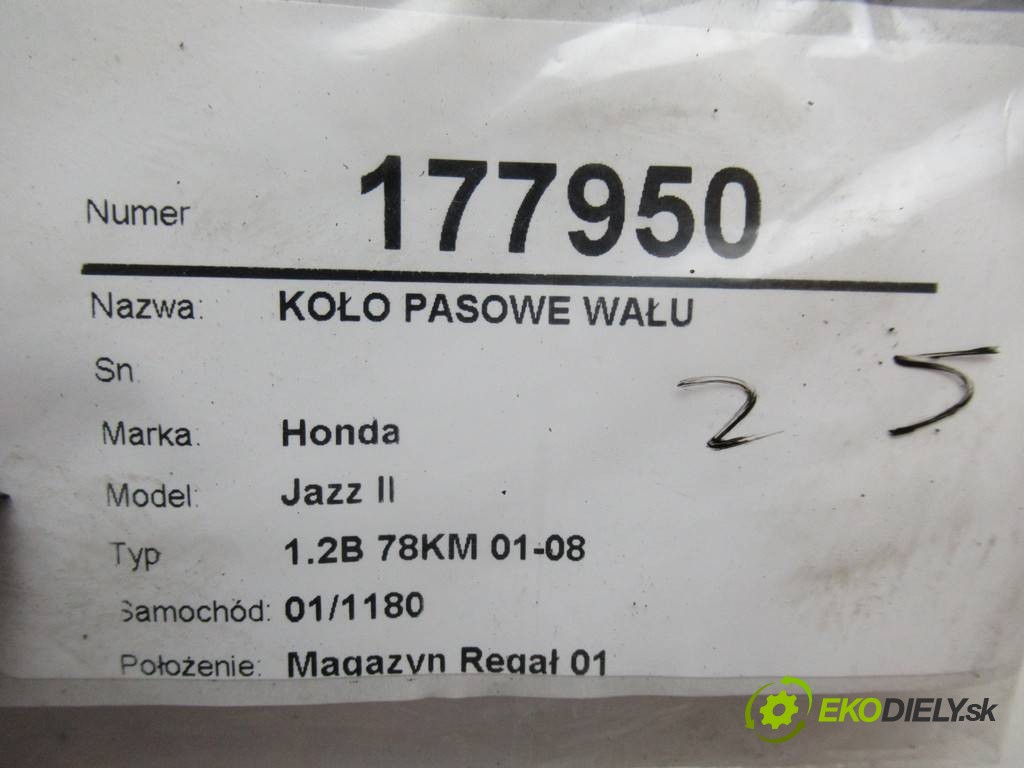 Numer 177950
Nazwa: KOŁO PASOWE WAŁU
Sn.
2 5
Marka: Honda
Model: Jazz II
Typ 1.2B 78KM 01-08
Samochód: 01/1180
Położenie: Magazyn Regał 01
EKODIELY.sk